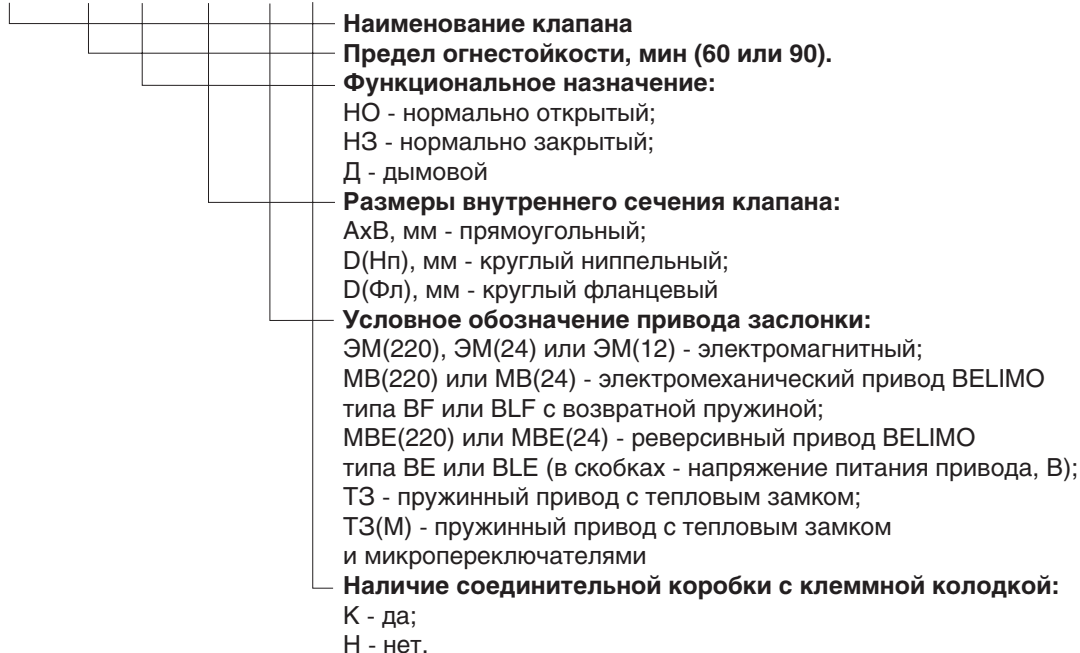 Наименование клапана
Предел огнестойкости, мин (60 или 90).
Функциональное назначение:
НО - нормально открытый;
НЗ - нормально закрытый;
Д - дымовой
Размеры внутреннего сечения клапана:
АхВ, мм - прямоугольный;
D(Нп), мм - круглый ниппельный;
D(Фл), мм - круглый фланцевый
Условное обозначение привода заслонки:
ЭМ(220), ЭМ(24) или ЭМ(12) - электромагнитный;
МВ(220) или МВ(24) - электромеханический привод BELIMO
типа BF или BLF с возвратной пружиной;
МВЕ(220) или МВЕ(24) - реверсивный привод BELIMO
типа BE или BLE (в скобках - напряжение питания привода, В);
ТЗ - пружинный привод с тепловым замком;
ТЗ(М) - пружинный привод с тепловым замком
и микропереключателями
Наличие соединительной коробки с клеммной колодкой:
К - да;
Н - нет.